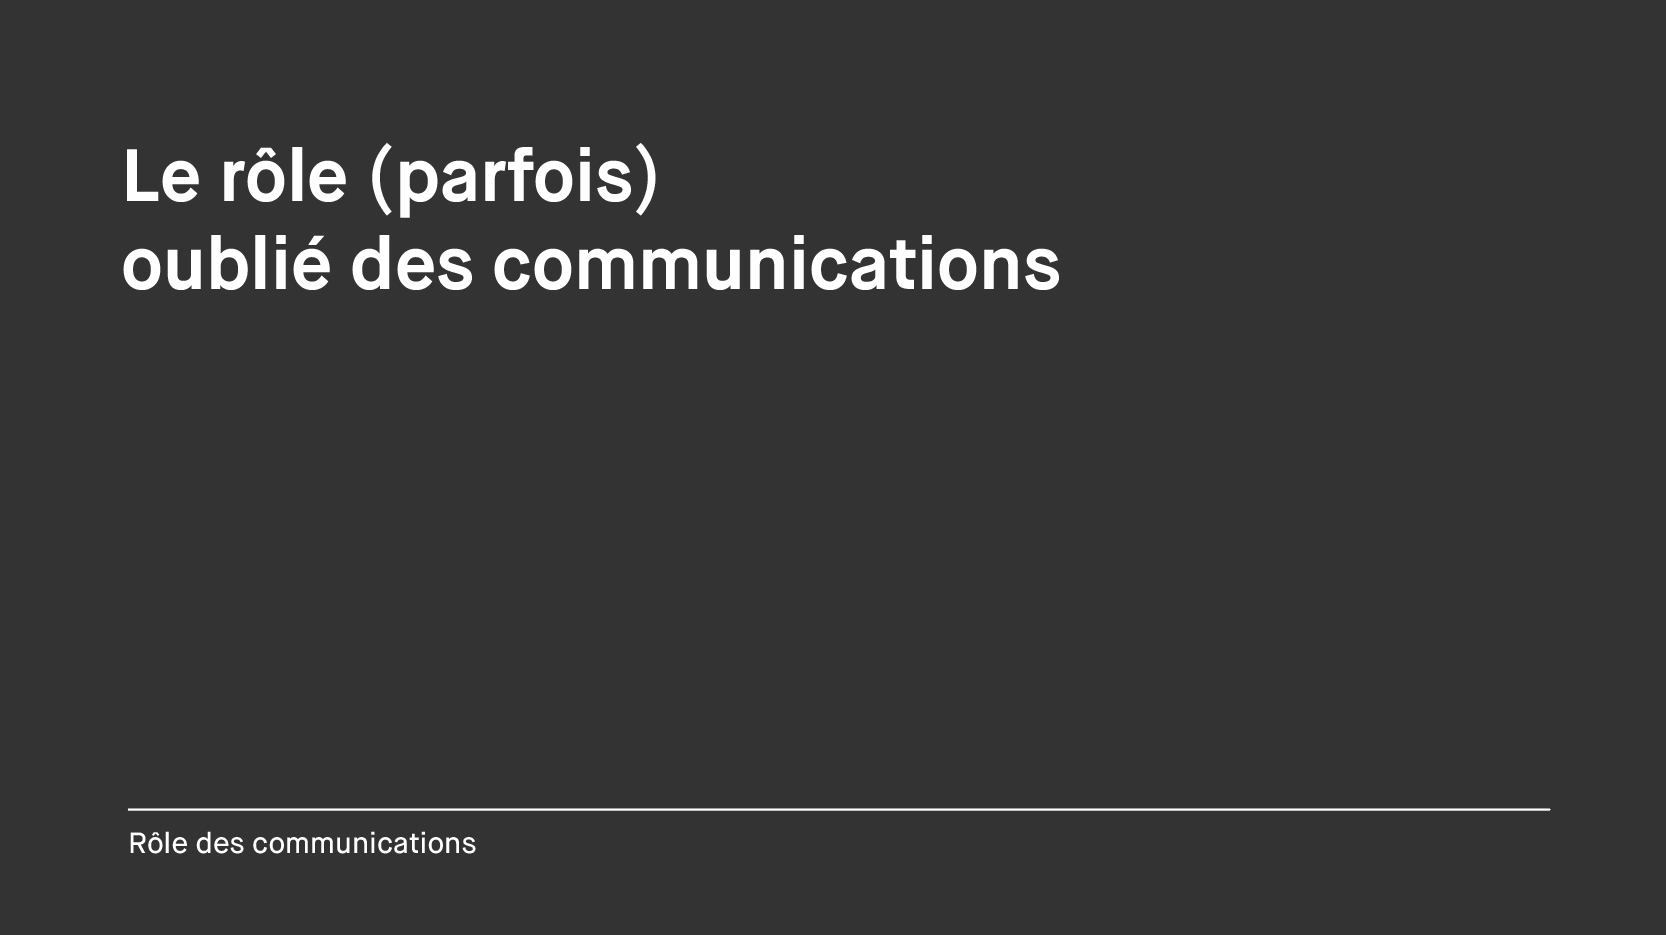 Le rôle (parfois)
oublié des communications
Rôle des communications